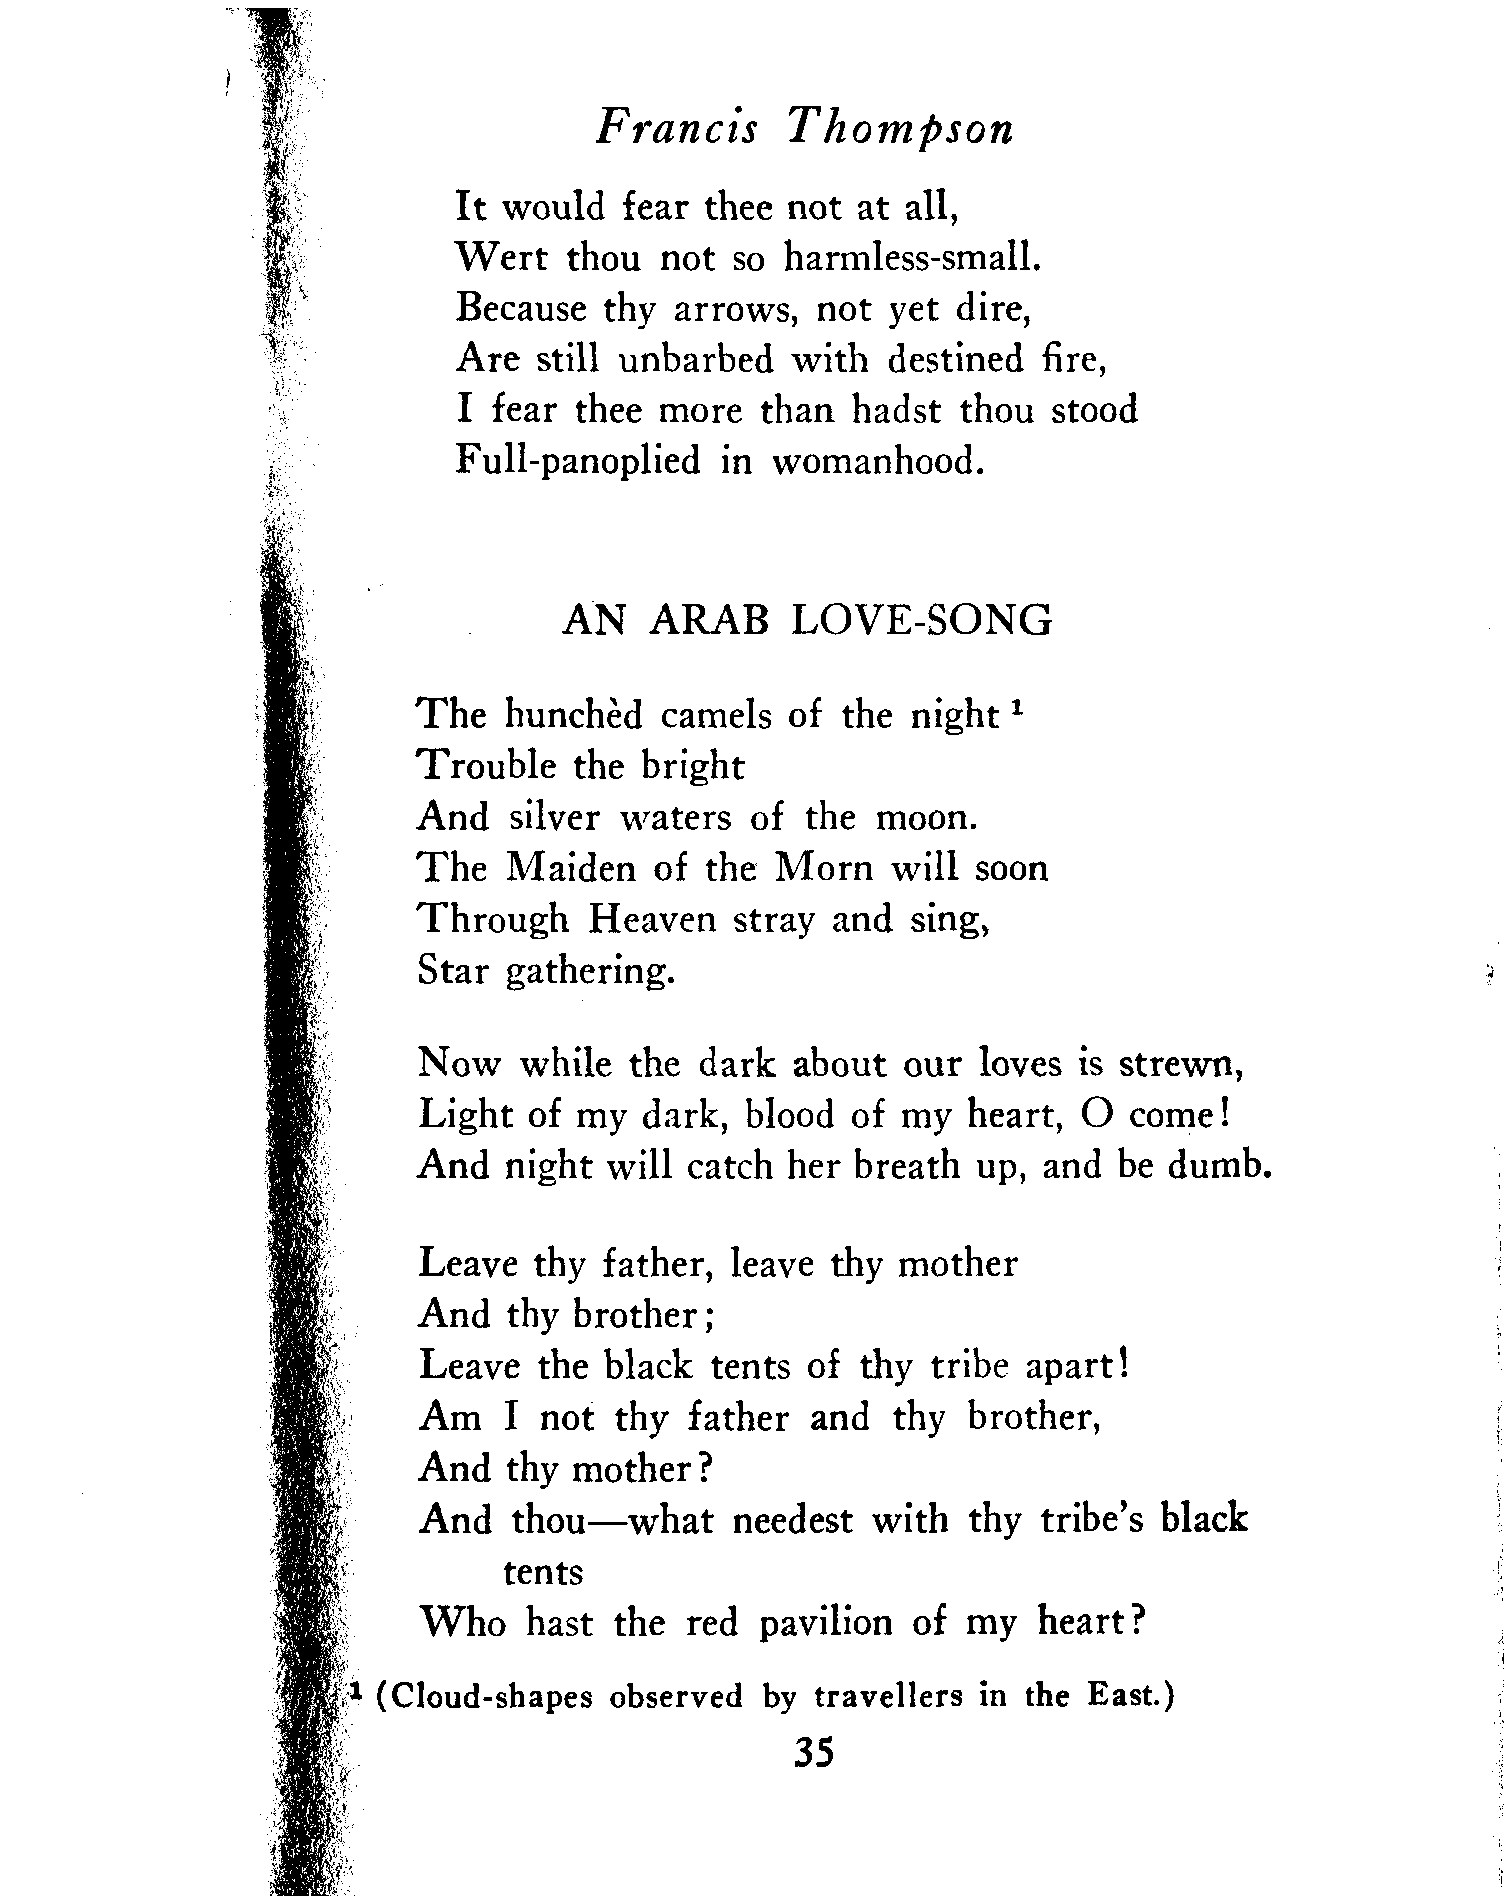 Francis Thompson
It would fear thee not at all,
Wert thou not so harmless-small.
Because thy arrows, not yet dire,
Are still unbarbed with destined fire,
I fear thee more than hadst thou stood
Full-panoplied in womanhood.
AN ARAB LOVE-SONG
The hunchèd camels of the night ¹
Trouble the bright
And silver waters of the moon.
The Maiden of the Morn will soon
Through Heaven stray and sing,
Star gathering.
Now while the dark about our loves is strewn,
Light of my dark, blood of my heart, O come!
And night will catch her breath up, and be dumb.
Leave thy father, leave thy mother
And thy brother;
Leave the black tents of thy tribe apart!
Am I not thy father and thy brother,
And thy mother?
And thou—what needest with thy tribe's black
tents
Who hast the red pavilion of my heart?
¹ (Cloud-shapes observed by travellers in the East.)
35